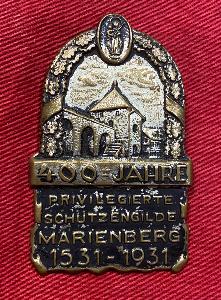 400-JAHRE
PRIVILEGIERTE
SCHÜTZENGILDE
MARIENBERG
1531-1931